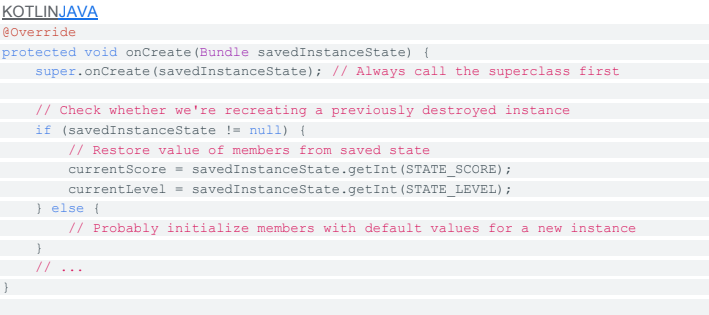 KOTLINJAVA
@Override
protected void onCreate(Bundle savedInstanceState) {
    super.onCreate(savedInstanceState); // Always call the superclass first

    // Check whether we're recreating a previously destroyed instance
    if (savedInstanceState != null) {
        // Restore value of members from saved state
        currentScore = savedInstanceState.getInt(STATE_SCORE);
        currentLevel = savedInstanceState.getInt(STATE_LEVEL);
    } else {
        // Probably initialize members with default values for a new instance
    }
    // ...
}